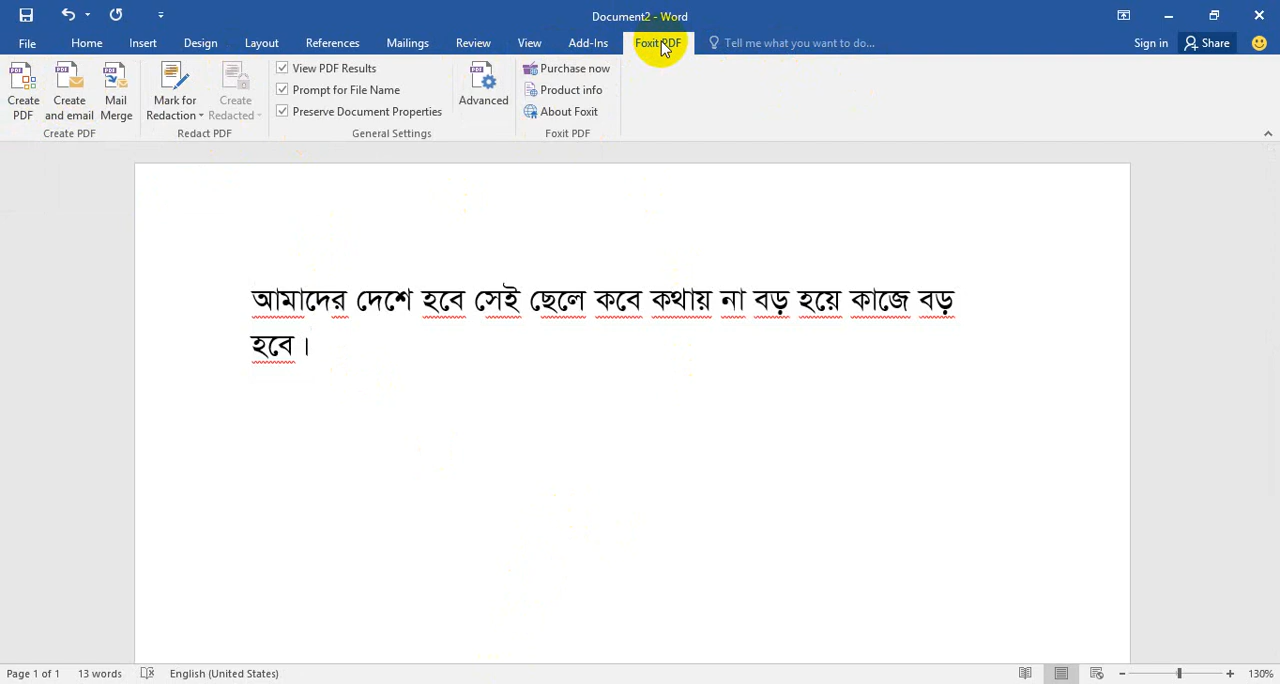 Document2 - Word
File Home Insert Design Layout References Mailings Review View Add-Ins Foxit PDF Tell me what you want to do... Sign in Share
Create PDF
Create and email
Mail Merge
Create PDF
Mark for Redaction
Create Redacted
Redact PDF
View PDF Results
Prompt for File Name
Preserve Document Properties
Advanced
General Settings
Purchase now
Product info
About Foxit
Foxit PDF
আমাদের দেশে হবে সেই ছেলে কবে কথায় না বড় হয়ে কাজে বড়
হবে।
Page 1 of 1 13 words English (United States) 130%